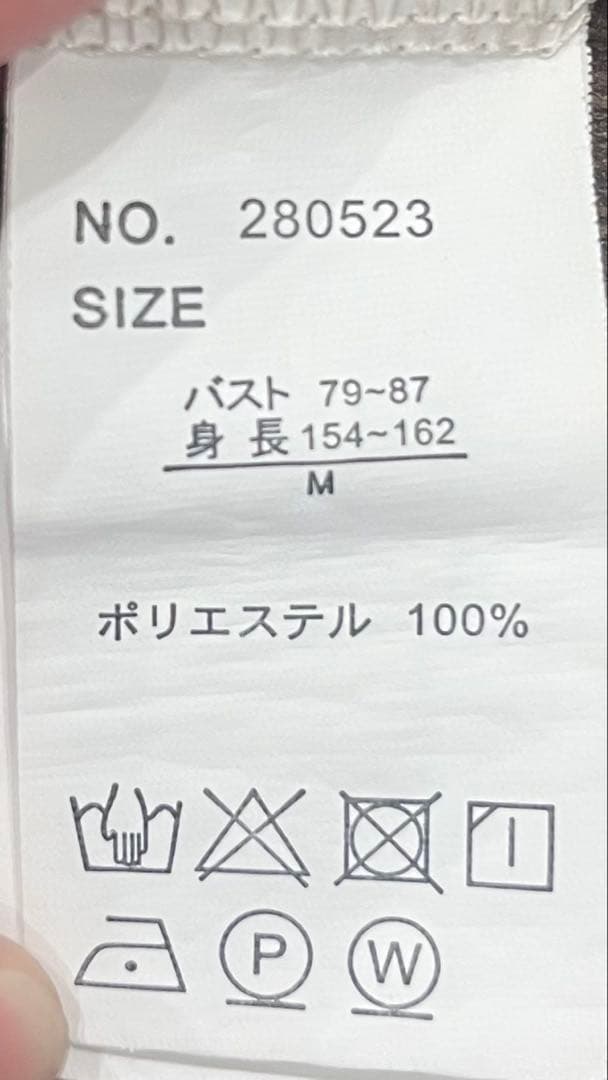 NO. 280523
SIZE
バスト 79~87
身 長 154~162
M
ポリエステル 100%
P W